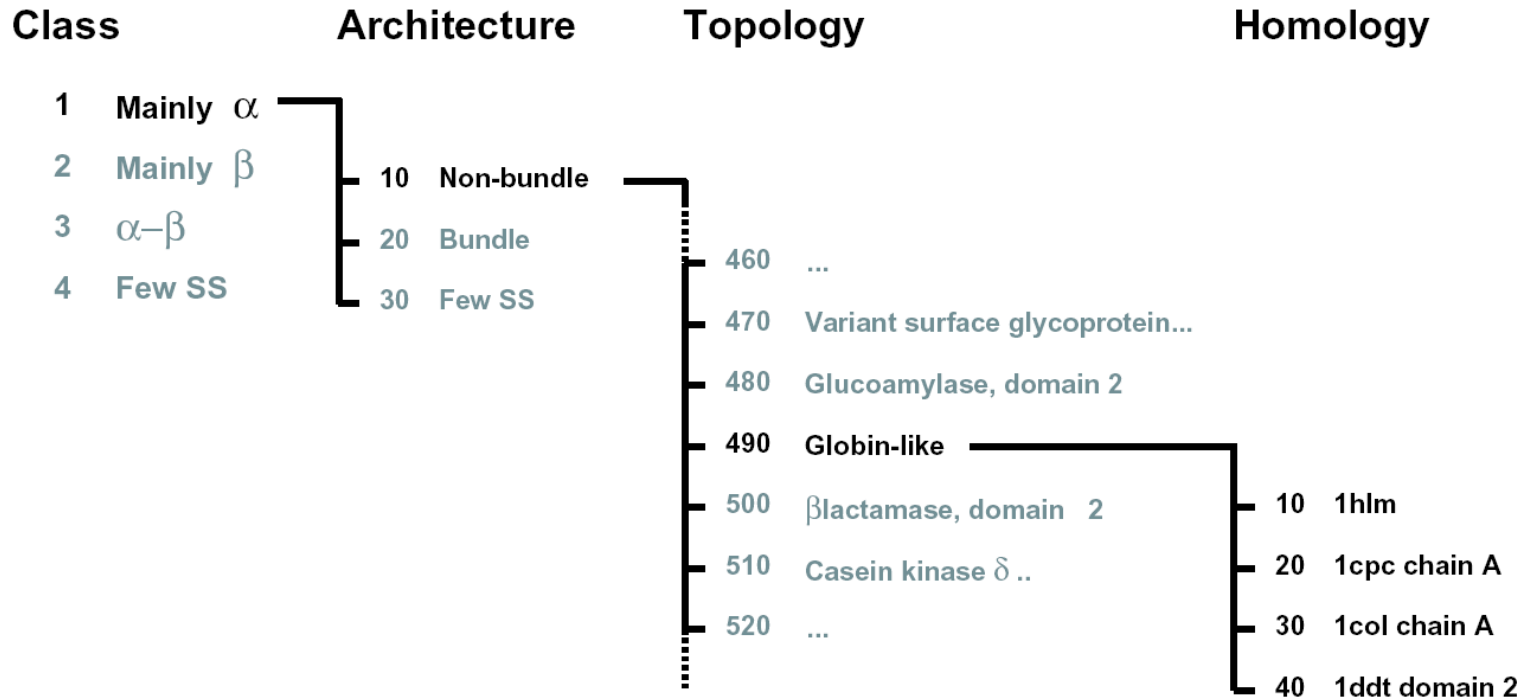 Class Architecture Topology Homology
1 Mainly α
2 Mainly β
3 α–β
4 Few SS
10 Non-bundle
20 Bundle
30 Few SS
460 ...
470 Variant surface glycoprotein...
480 Glucoamylase, domain 2
490 Globin-like
500 βlactamase, domain 2
510 Casein kinase δ ..
520 ...
10 1hlm
20 1cpc chain A
30 1col chain A
40 1ddt domain 2